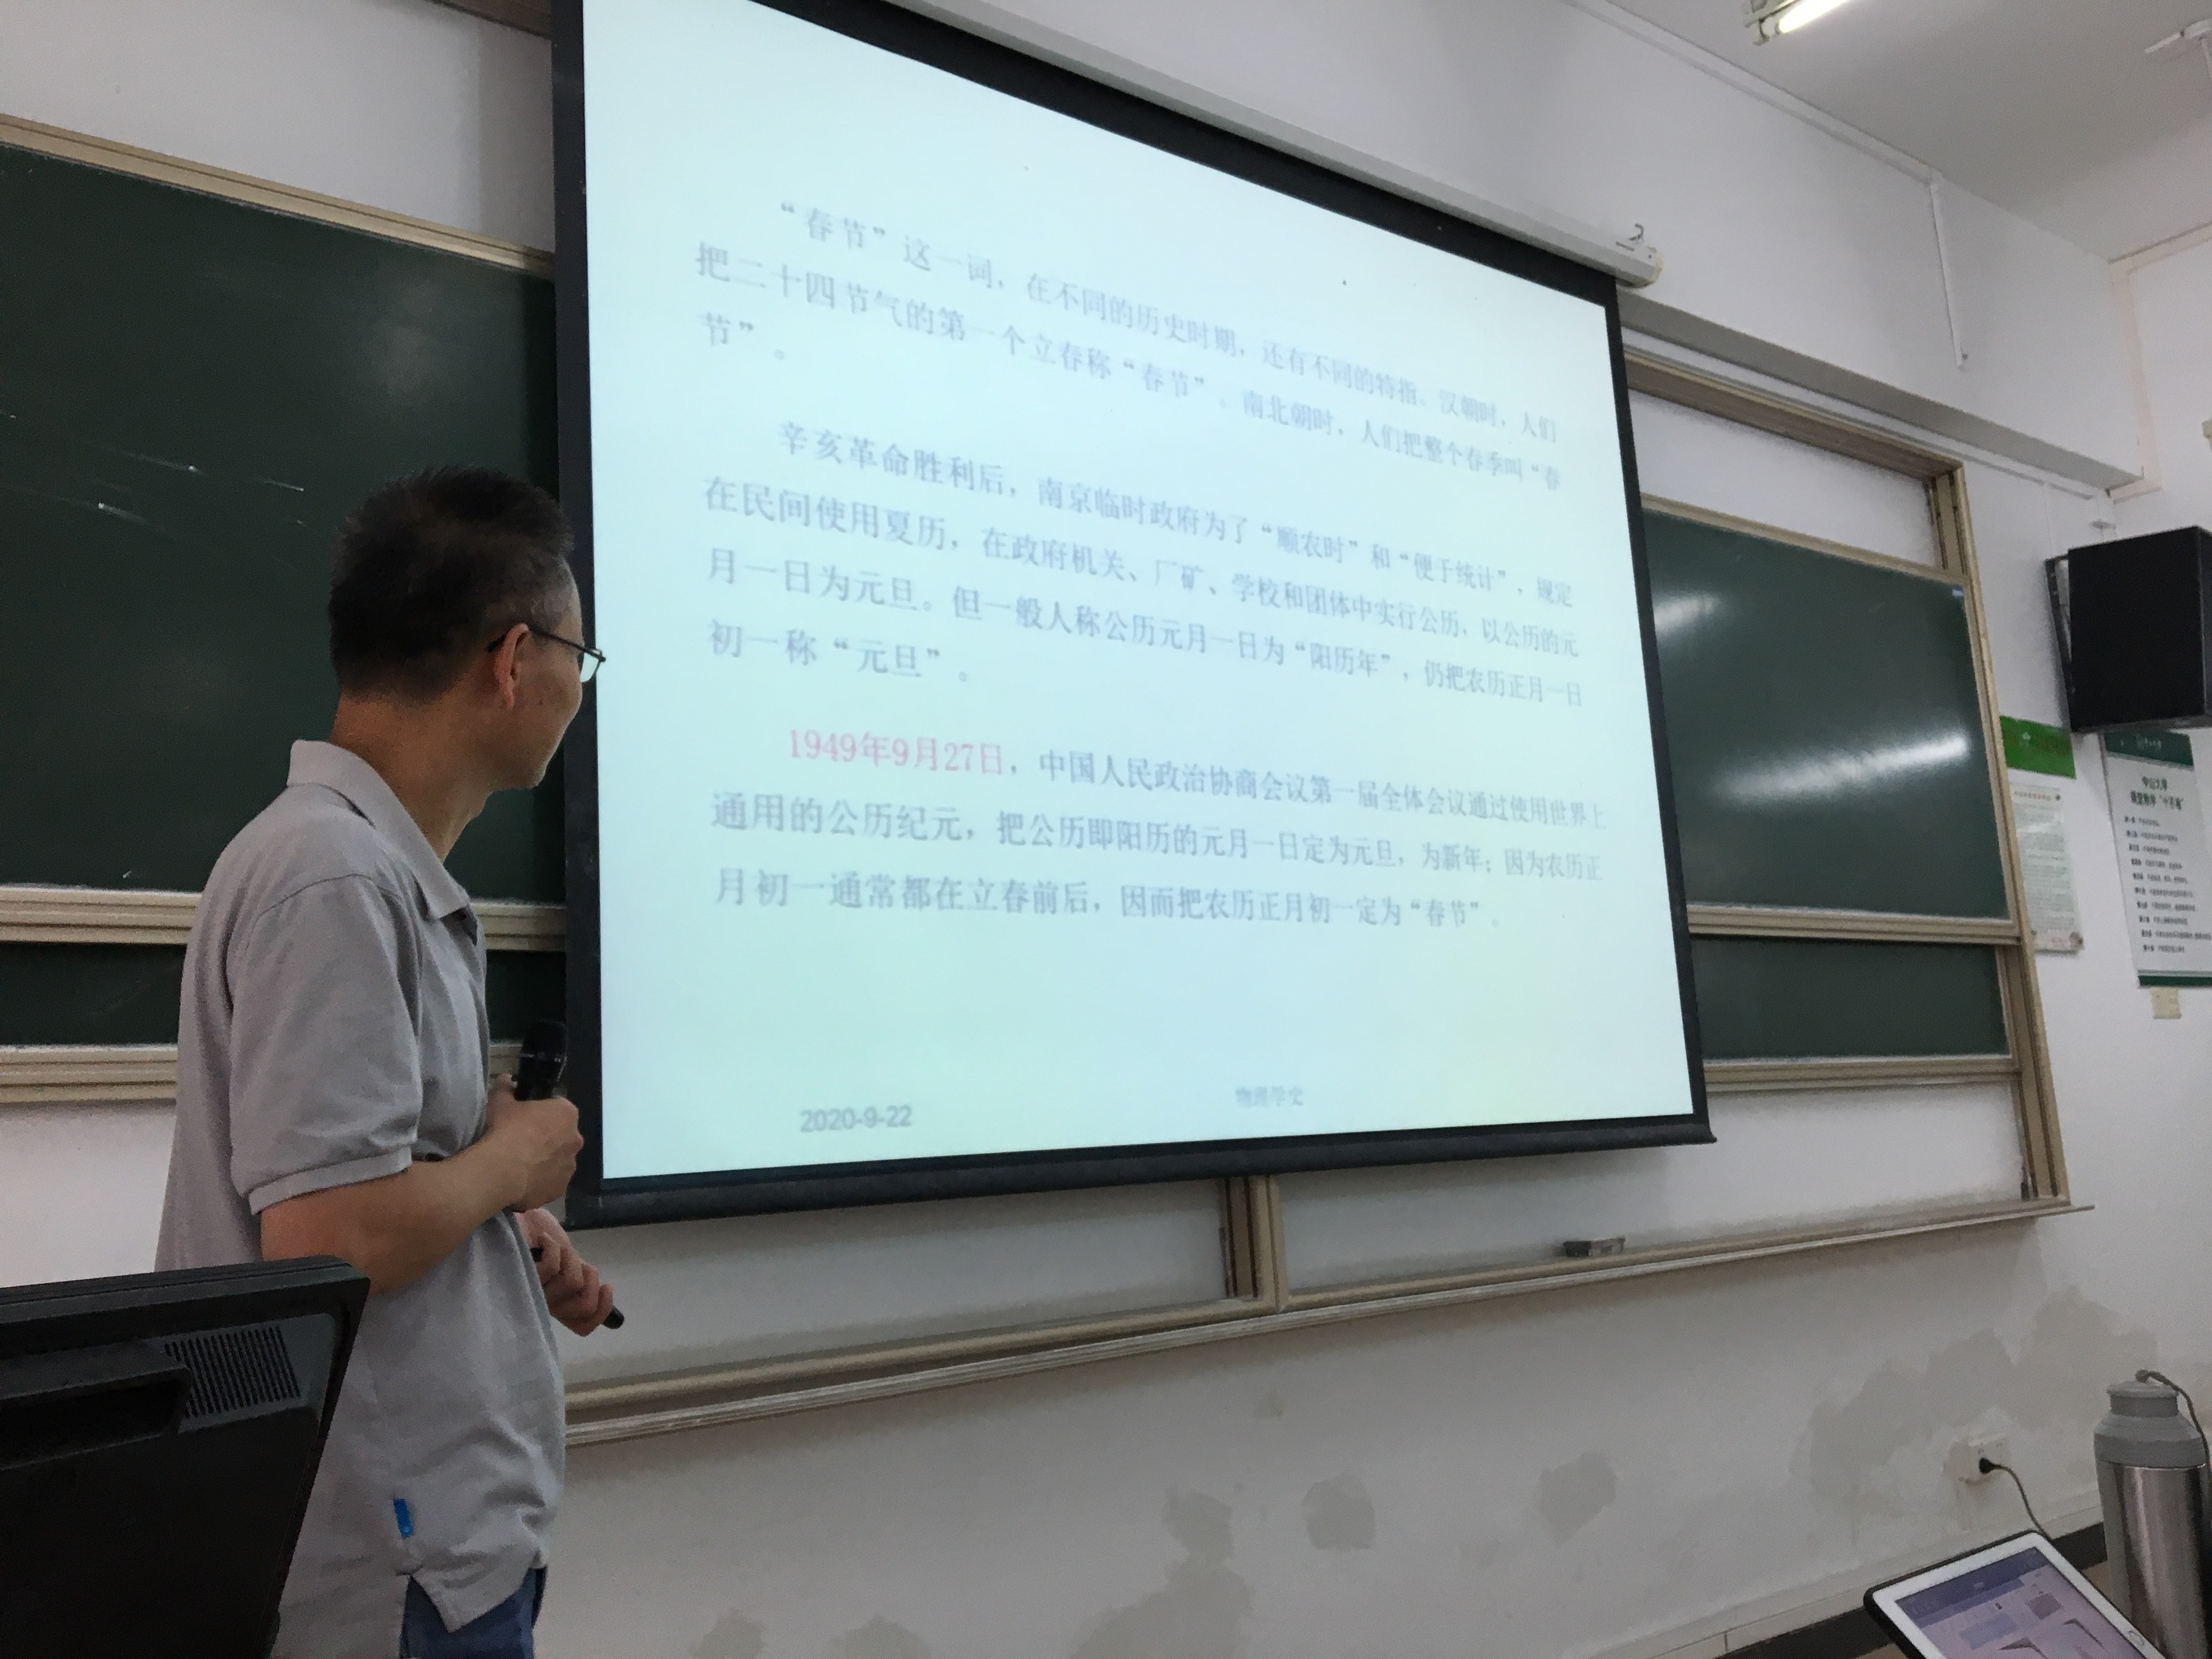 “春节”这一词，在不同的历史时期，还有不同的特指。汉朝时，人们
把二十四节气的第一个立春称“春节”。南北朝时，人们把整个春季叫“春
节”。
辛亥革命胜利后，南京临时政府为了“顺农时”和“便于统计”，规定
在民间使用夏历，在政府机关、厂矿、学校和团体中实行公历，以公历的元
月一日为元旦。但一般人称公历元月一日为“阳历年”，仍把农历正月一日
初一称“元旦”。
1949年9月27日，中国人民政治协商会议第一届全体会议通过使用世界上
通用的公历纪元，把公历即阳历的元月一日定为元旦，为新年；因为农历正
月初一通常都在立春前后，因而把农历正月初一定为“春节”。
2020-9-22
物理学史
中山大学
课堂教学“十不准”